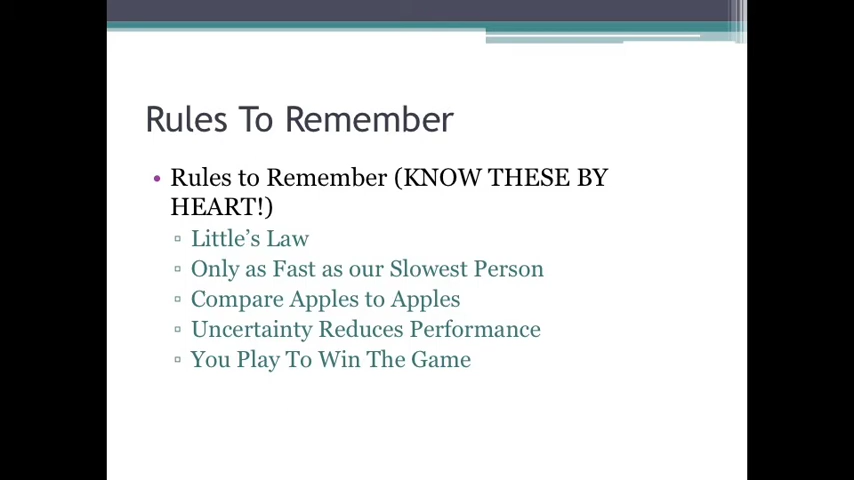 Rules To Remember
• Rules to Remember (KNOW THESE BY
HEART!)
▫ Little's Law
▫ Only as Fast as our Slowest Person
▫ Compare Apples to Apples
▫ Uncertainty Reduces Performance
▫ You Play To Win The Game